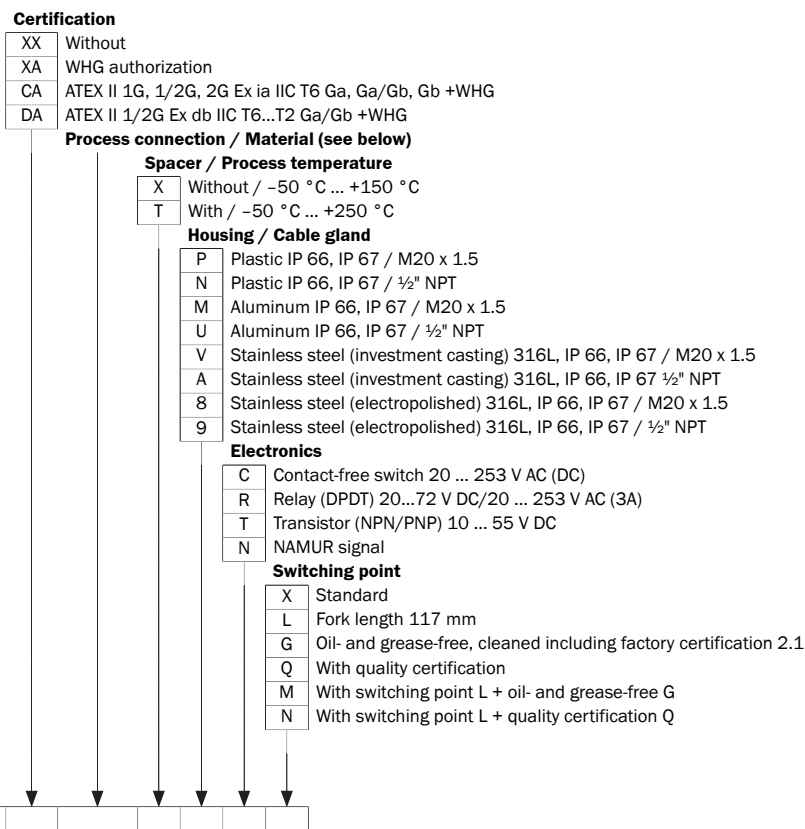 Certification
XX Without
XA WHG authorization
CA ATEX II 1G, 1/2G, 2G Ex ia IIC T6 Ga, Ga/Gb, Gb +WHG
DA ATEX II 1/2G Ex db IIC T6...T2 Ga/Gb +WHG
Process connection / Material (see below)
Spacer / Process temperature
X Without / –50 °C ... +150 °C
T With / –50 °C ... +250 °C
Housing / Cable gland
P Plastic IP 66, IP 67 / M20 x 1.5
N Plastic IP 66, IP 67 / ½" NPT
M Aluminum IP 66, IP 67 / M20 x 1.5
U Aluminum IP 66, IP 67 / ½" NPT
V Stainless steel (investment casting) 316L, IP 66, IP 67 / M20 x 1.5
A Stainless steel (investment casting) 316L, IP 66, IP 67 ½" NPT
8 Stainless steel (electropolished) 316L, IP 66, IP 67 / M20 x 1.5
9 Stainless steel (electropolished) 316L, IP 66, IP 67 / ½" NPT
Electronics
C Contact-free switch 20 ... 253 V AC (DC)
R Relay (DPDT) 20...72 V DC/20 ... 253 V AC (3A)
T Transistor (NPN/PNP) 10 ... 55 V DC
N NAMUR signal
Switching point
X Standard
L Fork length 117 mm
G Oil- and grease-free, cleaned including factory certification 2.1
Q With quality certification
M With switching point L + oil- and grease-free G
N With switching point L + quality certification Q